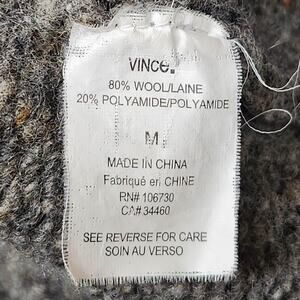 VINCE.
80% WOOL/LAINE
20% POLYAMIDE/POLYAMIDE
M
MADE IN CHINA
Fabriqué en CHINE
RN# 106730
CA# 34460
SEE REVERSE FOR CARE
SOIN AU VERSO